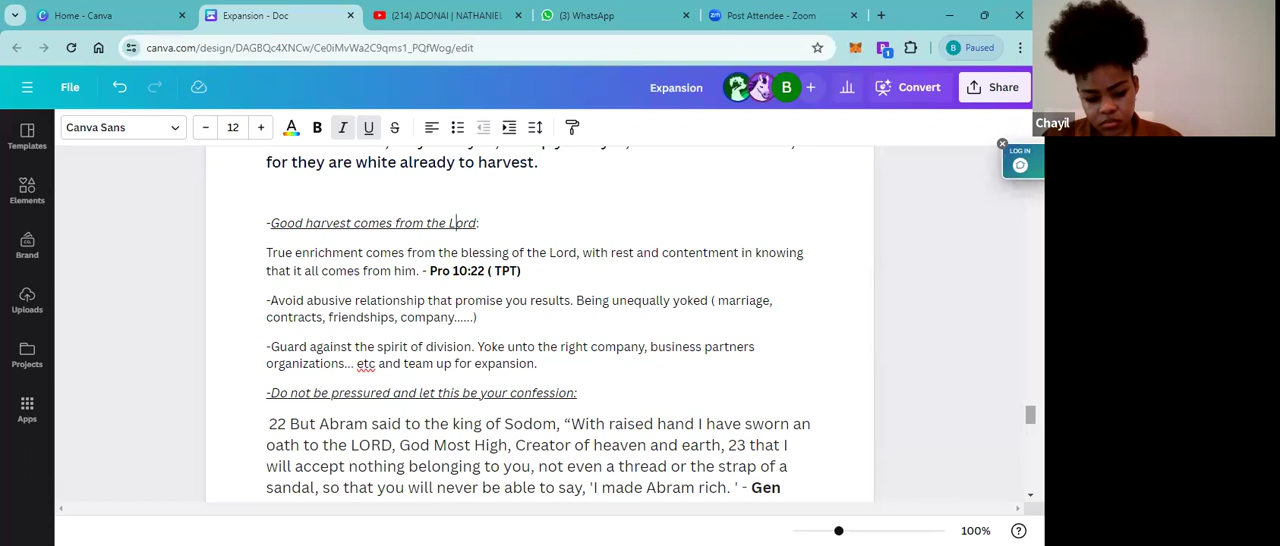 Home - Canva
Expansion - Doc
(214) ADONAI | NATHANIEL
(3) WhatsApp
Post Attendee - Zoom
canva.com/design/DAGBQc4XNCw/Ce0iMvWa2C9qms1_PQfWog/edit
B Paused
File
Expansion
B
Convert
Share
Chayil
LOG IN
Canva Sans
12
Templates
Elements
Brand
Uploads
Projects
Apps
for they are white already to harvest.
-Good harvest comes from the Lord:
True enrichment comes from the blessing of the Lord, with rest and contentment in knowing
that it all comes from him. - Pro 10:22 ( TPT)
-Avoid abusive relationship that promise you results. Being unequally yoked ( marriage,
contracts, friendships, company......)
-Guard against the spirit of division. Yoke unto the right company, business partners
organizations... etc and team up for expansion.
-Do not be pressured and let this be your confession:
22 But Abram said to the king of Sodom, “With raised hand I have sworn an
oath to the LORD, God Most High, Creator of heaven and earth, 23 that I
will accept nothing belonging to you, not even a thread or the strap of a
sandal, so that you will never be able to say, 'I made Abram rich. ' - Gen
100%